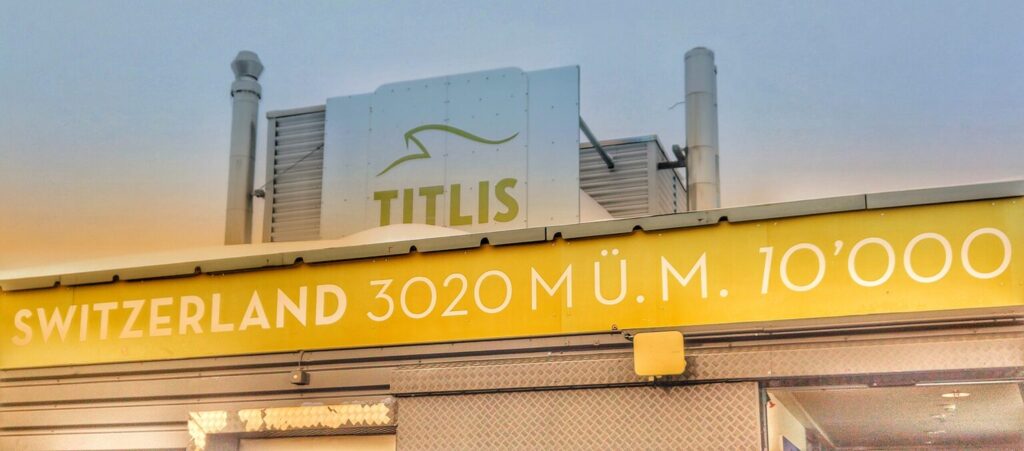 TITLIS
SWITZERLAND 3020 M Ü. M. 10’000